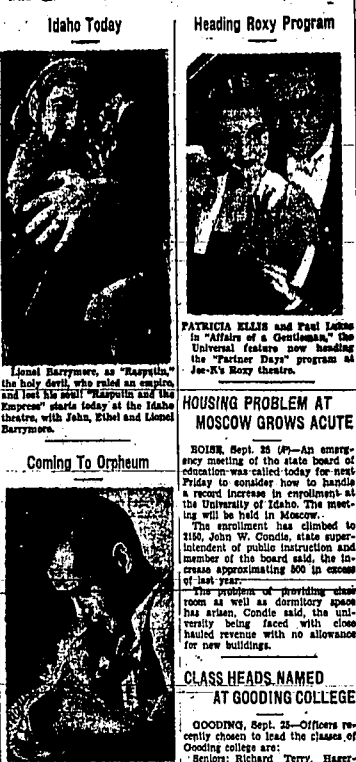 Idaho Today
Lionel Barrymore, as "Rasputin,"
the holy devil, who ruled an empire,
and lost his soul! "Rasputin and the
Empress" starts today at the Idaho
theatre, with John, Ethel and Lionel
Barrymore.
Coming To Orpheum
Heading Roxy Program
PATRICIA ELLIS and Paul Lukas
in "Affairs of a Gentleman," the
Universal feature now heading
the "Partner Days" program at
Joe-K's Roxy theatre.
HOUSING PROBLEM AT
MOSCOW GROWS ACUTE
BOISE, Sept. 25 (AP)—An emerg-
ency meeting of the state board of
education was called today for next
Friday to consider how to handle
a record increase in enrollment at
the University of Idaho. The meet-
ing will be held in Moscow.
The enrollment has climbed to
2150, John W. Condie, state super-
intendent of public instruction and
member of the board said, the in-
crease approximating 500 in excess
of last year.
The problem of providing class
room as well as dormitory space
has arisen, Condie said, the uni-
versity being faced with close
hauled revenue with no allowance
for new buildings.
CLASS HEADS NAMED
AT GOODING COLLEGE
GOODING, Sept. 25—Officers re-
cently chosen to lead the classes of
Gooding college are:
Seniors: Richard Terry, Hager-